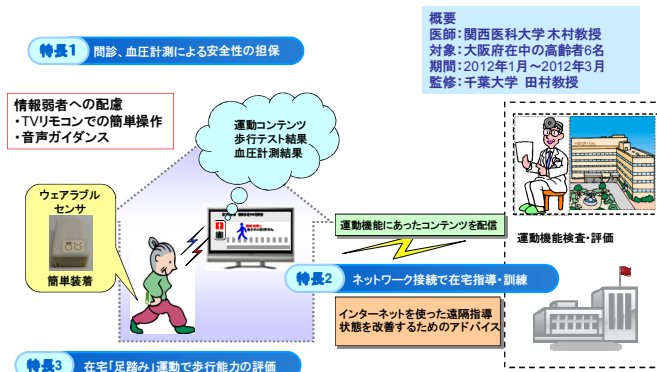 概要
医師：関西医科大学 木村教授
対象：大阪府在中の高齢者6名
期間：2012年1月～2012年3月
監修：千葉大学 田村教授
特長1 問診、血圧計測による安全性の担保
情報弱者への配慮
・TVリモコンでの簡単操作
・音声ガイダンス
運動コンテンツ
歩行テスト結果
血圧計測結果
ウェアラブル
センサ
簡単装着
運動機能にあったコンテンツを配信
運動機能検査・評価
特長2 ネットワーク接続で在宅指導・訓練
インターネットを使った遠隔指導
状態を改善するためのアドバイス
特長3 在宅「足踏み」運動で歩行能力の評価